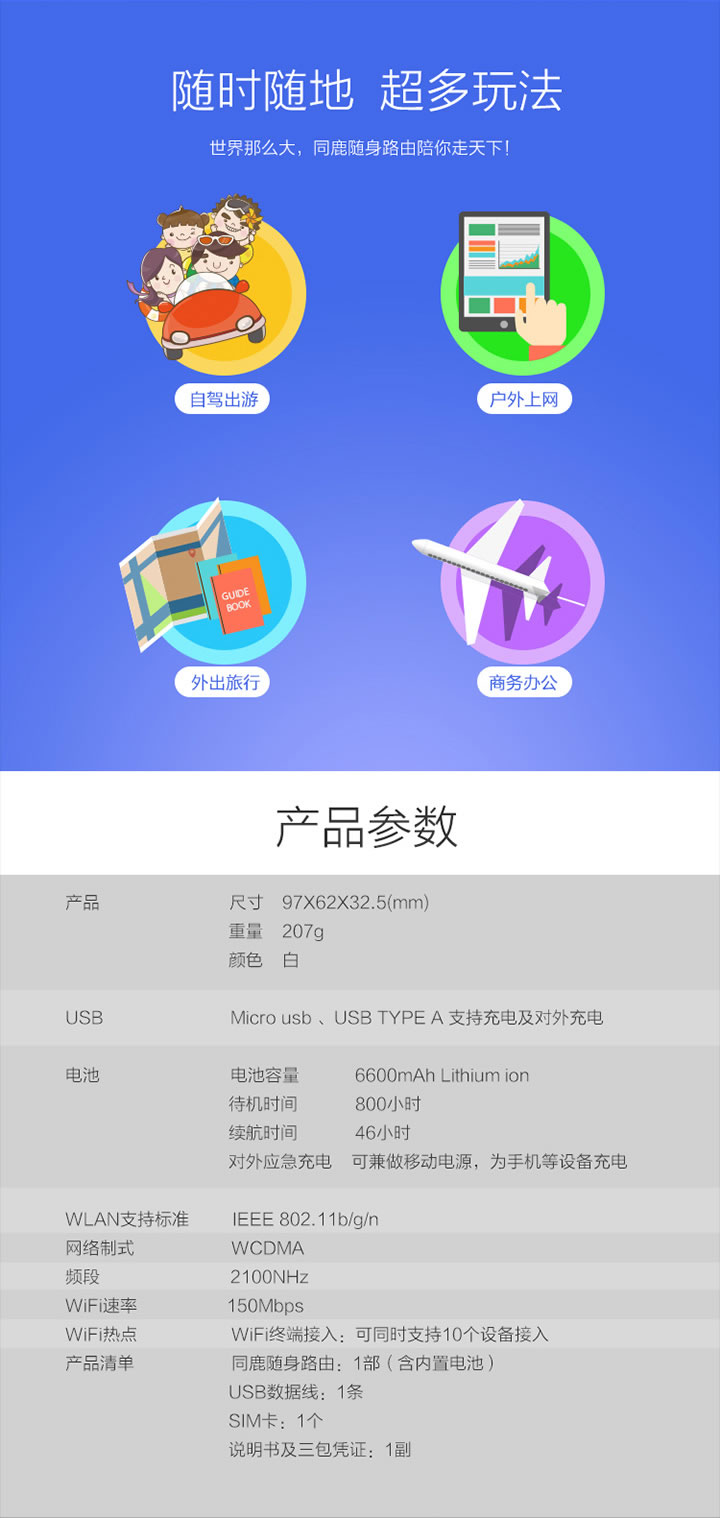 随时随地 超多玩法
世界那么大，同鹿随身路由陪你走天下！
自驾出游
户外上网
GUIDE
BOOK
外出旅行
商务办公
产品参数
产品 尺寸 97X62X32.5(mm)
重量 207g
颜色 白
USB Micro usb 、USB TYPE A 支持充电及对外充电
电池 电池容量 6600mAh Lithium ion
待机时间 800小时
续航时间 46小时
对外应急充电 可兼做移动电源，为手机等设备充电
WLAN支持标准 IEEE 802.11b/g/n
网络制式 WCDMA
频段 2100NHz
WiFi速率 150Mbps
WiFi热点 WiFi终端接入：可同时支持10个设备接入
产品清单 同鹿随身路由：1部（含内置电池）
USB数据线：1条
SIM卡：1个
说明书及三包凭证：1副